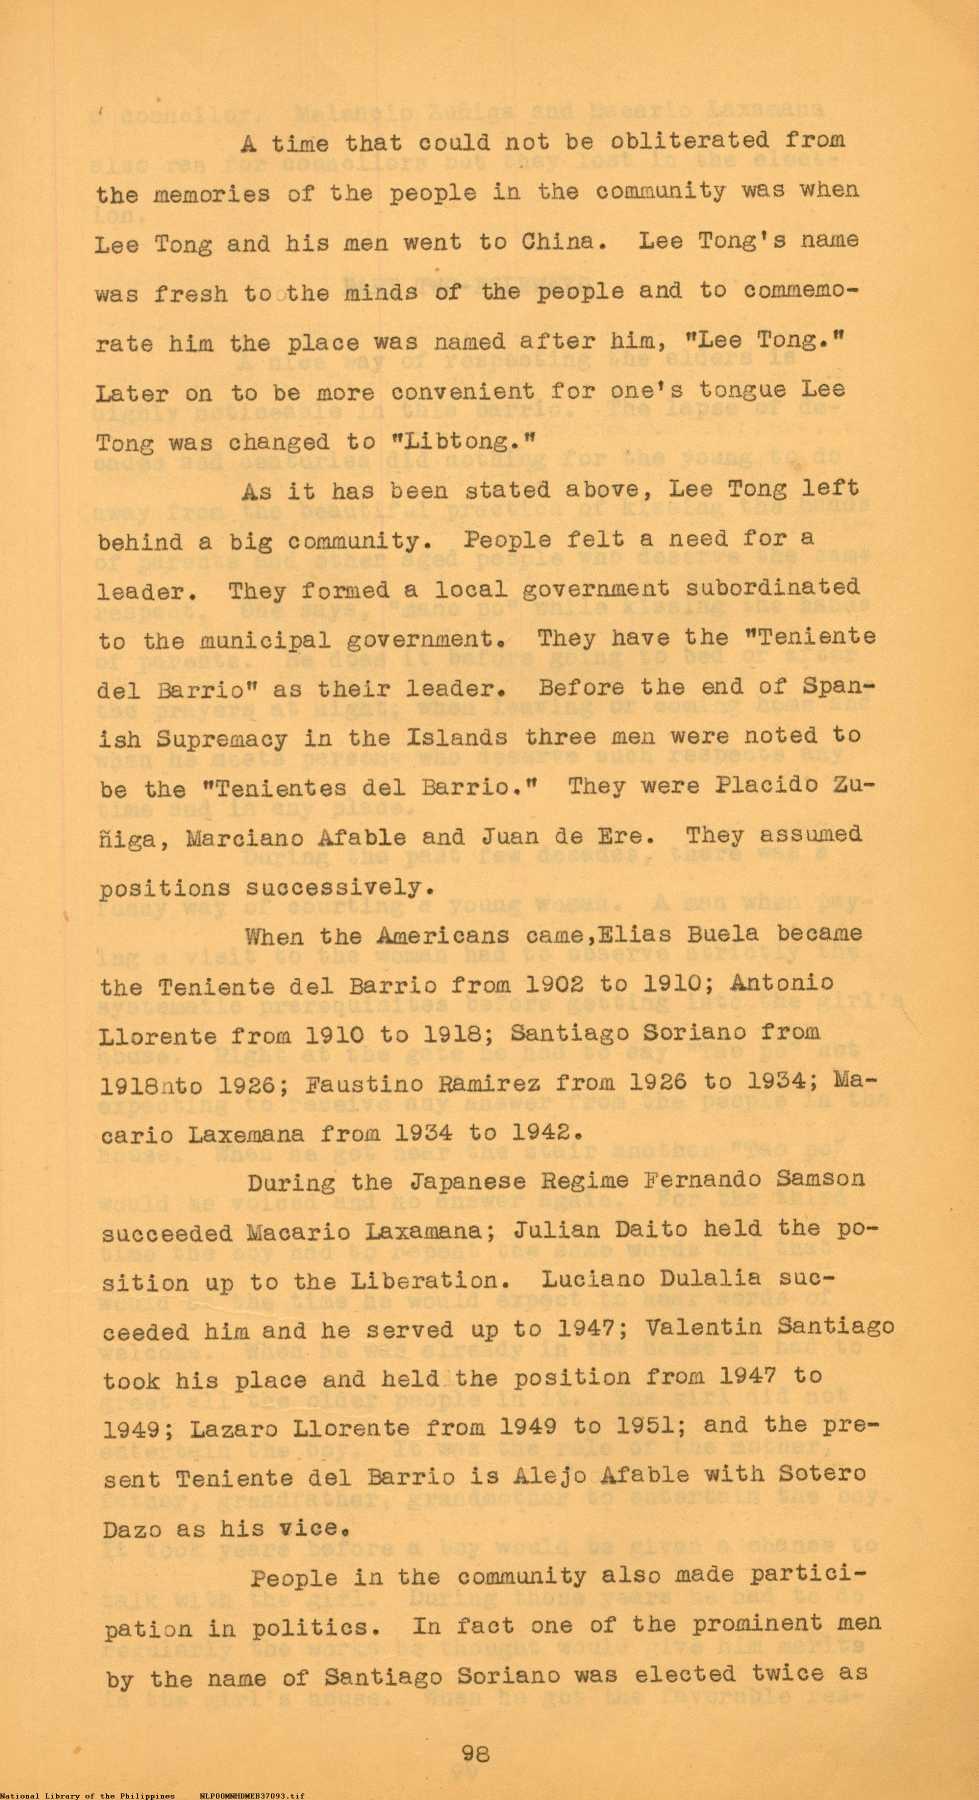 A time that could not be obliterated from
the memories of the people in the community was when
Lee Tong and his men went to China. Lee Tong's name
was fresh to the minds of the people and to commemo-
rate him the place was named after him, "Lee Tong."
Later on to be more convenient for one's tongue Lee
Tong was changed to "Libtong."
As it has been stated above, Lee Tong left
behind a big community. People felt a need for a
leader. They formed a local government subordinated
to the municipal government. They have the "Teniente
del Barrio" as their leader. Before the end of Span-
ish Supremacy in the Islands three men were noted to
be the "Tenientes del Barrio." They were Placido Zu-
ñiga, Marciano Afable and Juan de Ere. They assumed
positions successively.
When the Americans came,Elias Buela became
the Teniente del Barrio from 1902 to 1910; Antonio
Llorente from 1910 to 1918; Santiago Soriano from
1918nto 1926; Faustino Ramirez from 1926 to 1934; Ma-
cario Laxemana from 1934 to 1942.
During the Japanese Regime Fernando Samson
succeeded Macario Laxamana; Julian Daito held the po-
sition up to the Liberation. Luciano Dulalia suc-
ceeded him and he served up to 1947; Valentin Santiago
took his place and held the position from 1947 to
1949; Lazaro Llorente from 1949 to 1951; and the pre-
sent Teniente del Barrio is Alejo Afable with Sotero
Dazo as his vice.
People in the community also made partici-
pation in politics. In fact one of the prominent men
by the name of Santiago Soriano was elected twice as
98
National Library of the Philippines NLP00MNHDMEB37093.tif